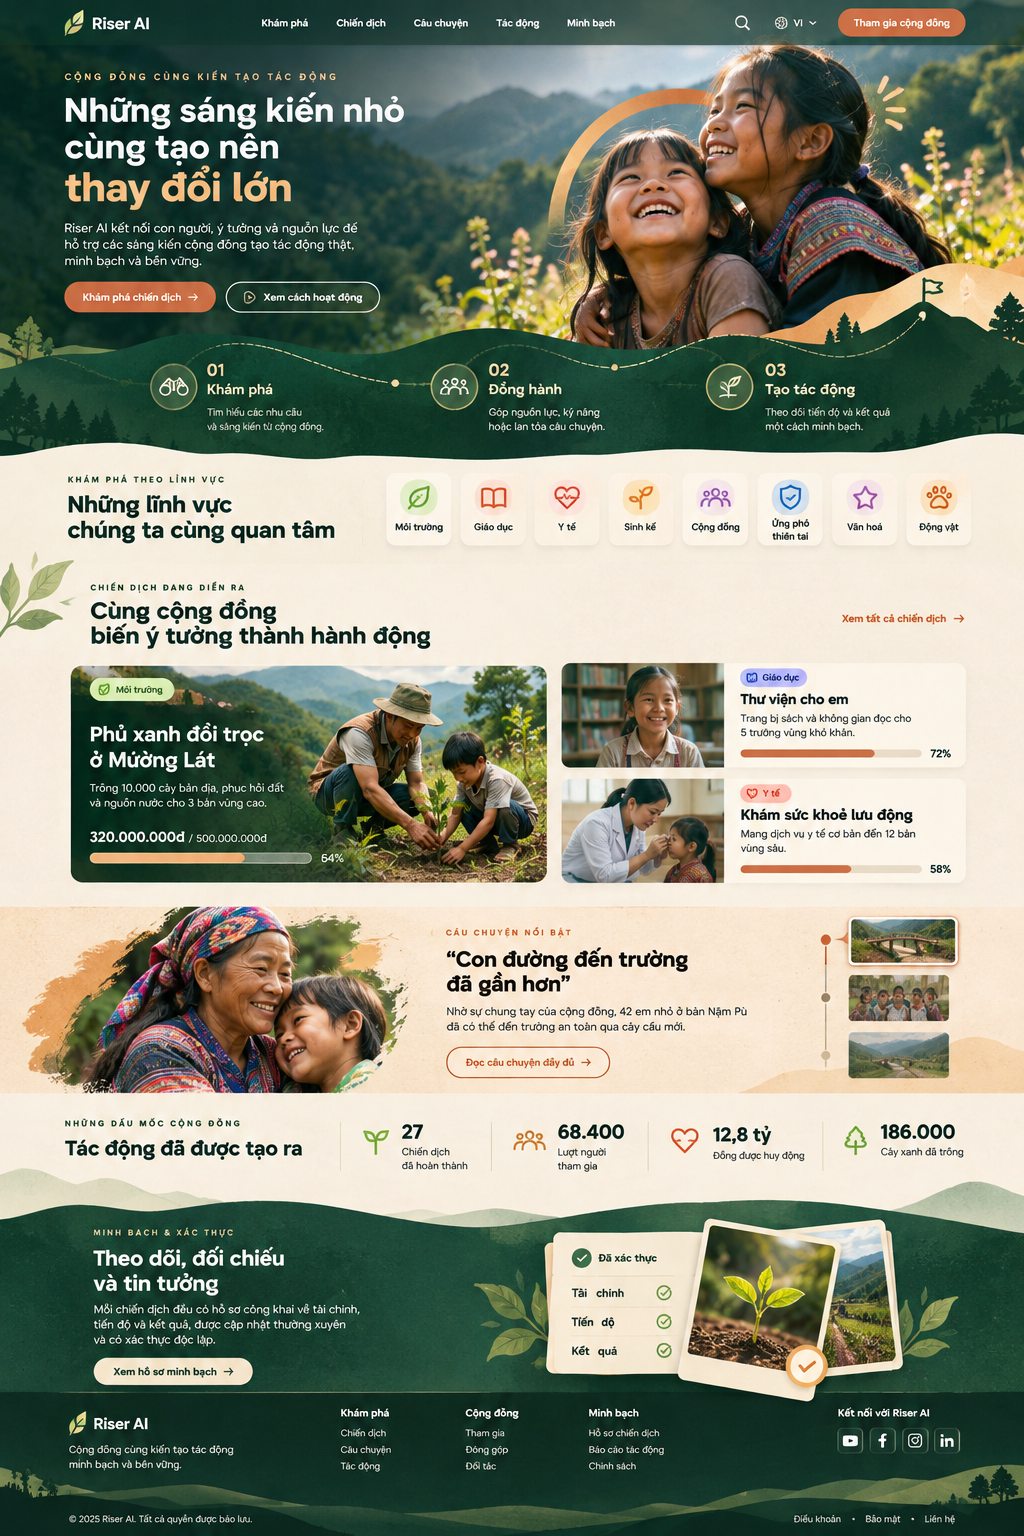 Riser AI
Khám phá
Chiến dịch
Câu chuyện
Tác động
Minh bạch
VI
Tham gia cộng đồng
CỘNG ĐỒNG CÙNG KIẾN TẠO TÁC ĐỘNG
Những sáng kiến nhỏ
cùng tạo nên
thay đổi lớn
Riser AI kết nối con người, ý tưởng và nguồn lực để
hỗ trợ các sáng kiến cộng đồng tạo tác động thật,
minh bạch và bền vững.
Khám phá chiến dịch →
Xem cách hoạt động
01
Khám phá
Tìm hiểu các nhu cầu
và sáng kiến từ cộng đồng.
02
Đồng hành
Góp nguồn lực, kỹ năng
hoặc lan tỏa câu chuyện.
03
Tạo tác động
Theo dõi tiến độ và kết quả
một cách minh bạch.
KHÁM PHÁ THEO LĨNH VỰC
Những lĩnh vực
chúng ta cùng quan tâm
Môi trường
Giáo dục
Y tế
Sinh kế
Cộng đồng
Ứng phó
thiên tai
Văn hoá
Động vật
CHIẾN DỊCH ĐANG DIỄN RA
Cùng cộng đồng
biến ý tưởng thành hành động
Xem tất cả chiến dịch →
Môi trường
Phủ xanh đồi trọc
ở Mường Lát
Trồng 10.000 cây bản địa, phục hồi đất
và nguồn nước cho 3 bản vùng cao.
320.000.000đ / 500.000.000đ
64%
Giáo dục
Thư viện cho em
Trang bị sách và không gian đọc cho
5 trường vùng khó khăn.
72%
Y tế
Khám sức khoẻ lưu động
Mang dịch vụ y tế cơ bản đến 12 bản
vùng sâu.
58%
CÂU CHUYỆN NỔI BẬT
“Con đường đến trường
đã gần hơn”
Nhờ sự chung tay của cộng đồng, 42 em nhỏ ở bản Nặm Pù
đã có thể đến trường an toàn qua cây cầu mới.
Đọc câu chuyện đầy đủ →
NHỮNG DẤU MỐC CỘNG ĐỒNG
Tác động đã được tạo ra
27
Chiến dịch
đã hoàn thành
68.400
Lượt người
tham gia
12,8 tỷ
Đồng được huy động
186.000
Cây xanh đã trồng
MINH BẠCH & XÁC THỰC
Theo dõi, đối chiếu
và tin tưởng
Mỗi chiến dịch đều có hồ sơ công khai về tài chính,
tiến độ và kết quả, được cập nhật thường xuyên
và có xác thực độc lập.
Xem hồ sơ minh bạch →
Đã xác thực
Tài chính
Tiến độ
Kết quả
Riser AI
Cộng đồng cùng kiến tạo tác động
minh bạch và bền vững.
Khám phá
Chiến dịch
Câu chuyện
Tác động
Cộng đồng
Tham gia
Đóng góp
Đối tác
Minh bạch
Hồ sơ chiến dịch
Báo cáo tác động
Chính sách
Kết nối với Riser AI
© 2025 Riser AI. Tất cả quyền được bảo lưu.
Điều khoản • Bảo mật • Liên hệ